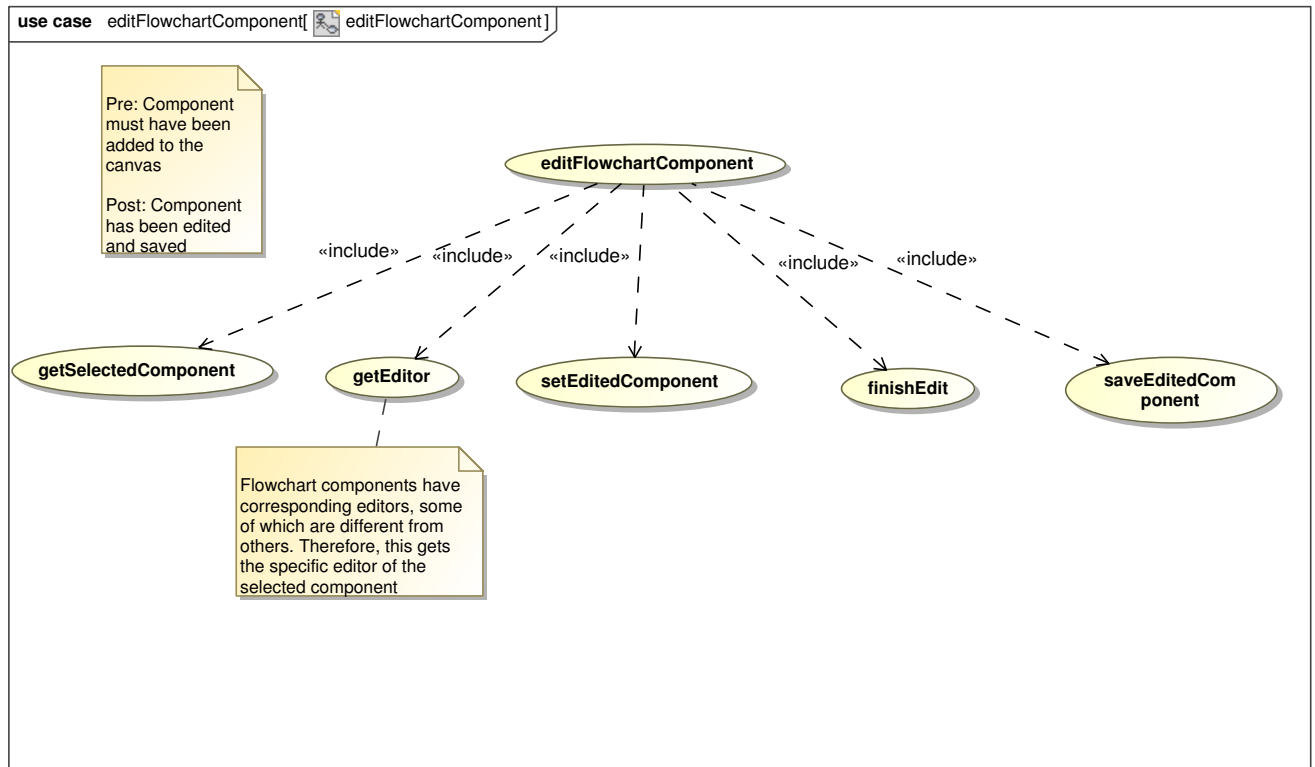 use case editFlowchartComponent[ editFlowchartComponent ]
Pre: Component
must have been
added to the
canvas
Post: Component
has been edited
and saved
editFlowchartComponent
«include»
«include»
«include»
«include»
«include»
getSelectedComponent
getEditor
setEditedComponent
finishEdit
saveEditedCom
ponent
Flowchart components have
corresponding editors, some
of which are different from
others. Therefore, this gets
the specific editor of the
selected component